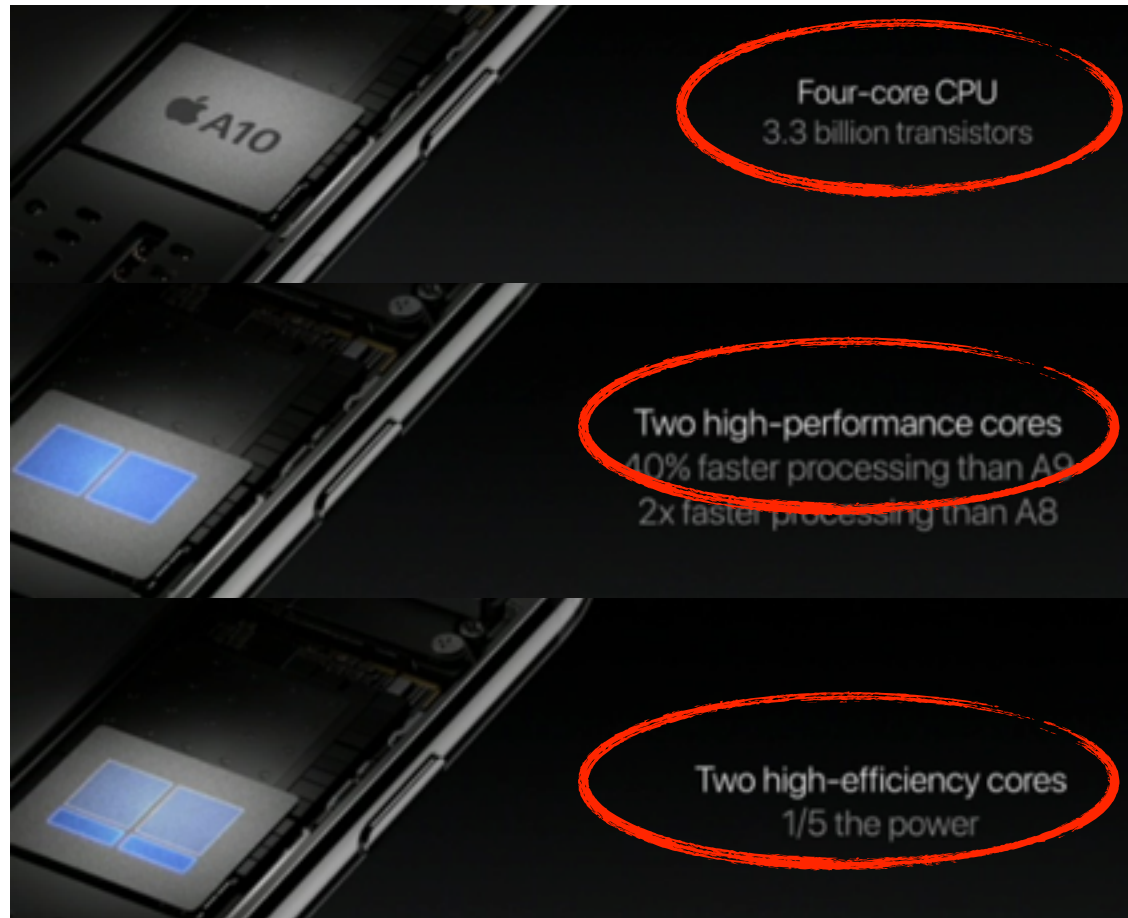 A10
Four-core CPU
3.3 billion transistors
Two high-performance cores
40% faster processing than A9
2x faster processing than A8
Two high-efficiency cores
1/5 the power